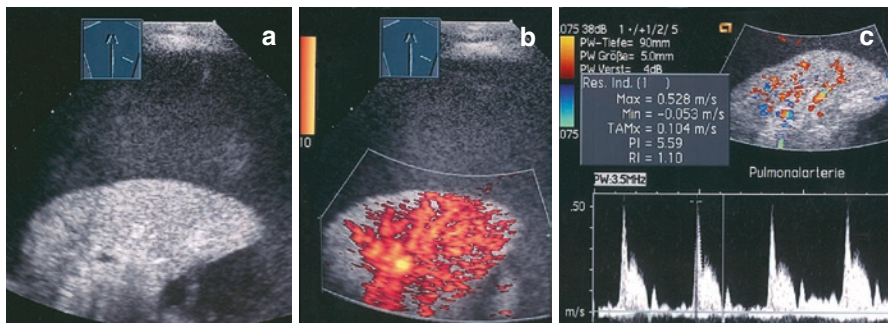 a
b
10
c
.075 38dB 1 ·/+1/2/ 5
PW-Tiefe= 90mm
PW Größe= 5.0mm
PW Verst= 4dB
.075
Res. Ind. (1 )
Max = 0.528 m/s
Min = -0.053 m/s
TAMx = 0.104 m/s
PI = 5.59
RI = 1.10
PW:3.5MHz
Pulmonalarterie
.50
m/s